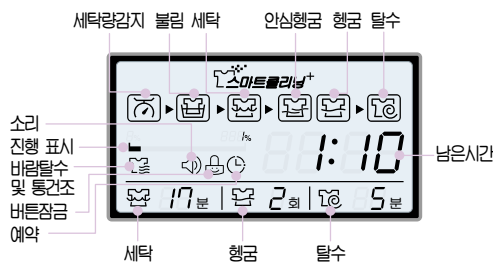 세탁량감지 불림 세탁 안심헹굼 헹굼 탈수
스마트클리닝+
소리
진행 표시
바람탈수
및 통건조
버튼잠금
예약
/%
1:10
남은시간
17분 2회 5분
세탁 헹굼 탈수